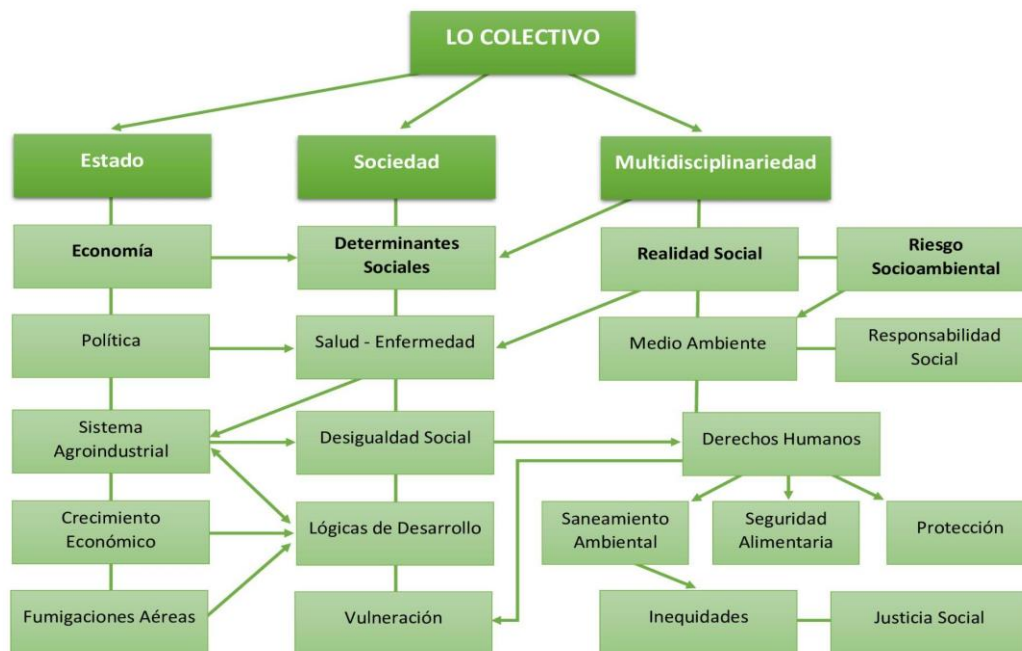 LO COLECTIVO
Estado
Sociedad
Multidisciplinariedad
Economía
Determinantes
Sociales
Realidad Social
Riesgo
Socioambiental
Política
Salud - Enfermedad
Medio Ambiente
Responsabilidad
Social
Sistema
Agroindustrial
Desigualdad Social
Derechos Humanos
Crecimiento
Económico
Lógicas de Desarrollo
Saneamiento
Ambiental
Seguridad
Alimentaria
Protección
Fumigaciones Aéreas
Vulneración
Inequidades
Justicia Social